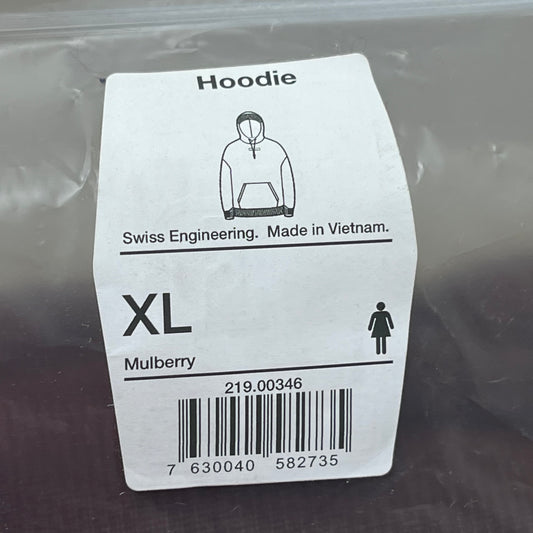 Hoodie
Swiss Engineering. Made in Vietnam.
XL
Mulberry
219.00346
7 630040 582735